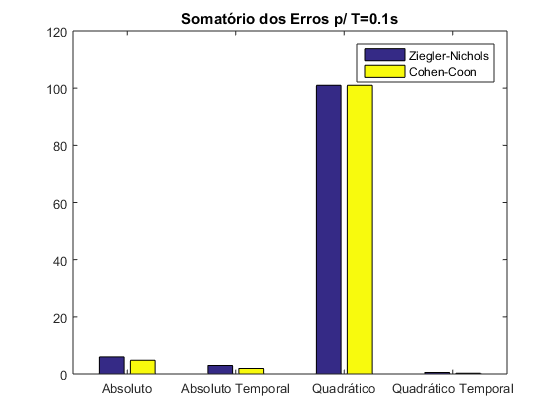 Somatório dos Erros p/ T=0.1s
120
100
80
60
40
20
0
Ziegler-Nichols
Cohen-Coon
Absoluto
Absoluto Temporal
Quadrático
Quadrático Temporal